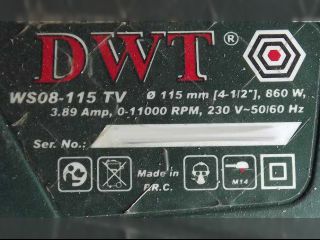 DWT®
WS08-115 TV Ø 115 mm [4-1/2"], 860 W,
3.89 Amp, 0-11000 RPM, 230 V~50/60 Hz
Ser. No.:
Made in
P.R.C.
M14